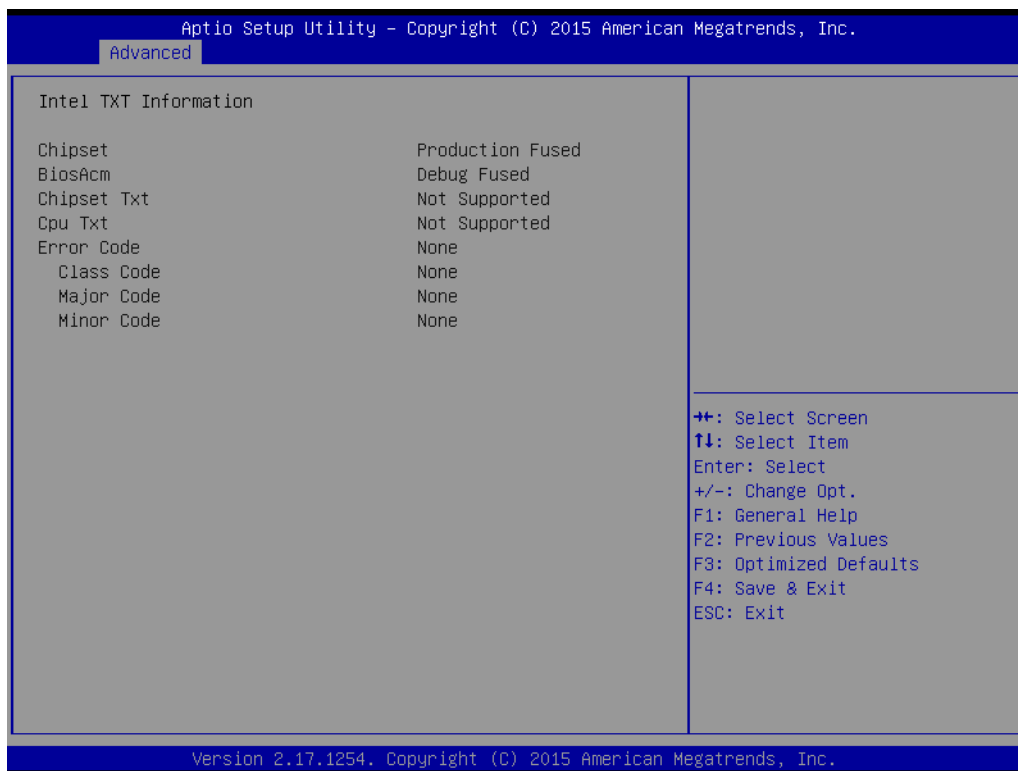 Aptio Setup Utility – Copyright (C) 2015 American Megatrends, Inc.
Advanced
Intel TXT Information
Chipset Production Fused
BiosAcm Debug Fused
Chipset Txt Not Supported
Cpu Txt Not Supported
Error Code None
Class Code None
Major Code None
Minor Code None
→←: Select Screen
↑↓: Select Item
Enter: Select
+/-: Change Opt.
F1: General Help
F2: Previous Values
F3: Optimized Defaults
F4: Save & Exit
ESC: Exit
Version 2.17.1254. Copyright (C) 2015 American Megatrends, Inc.